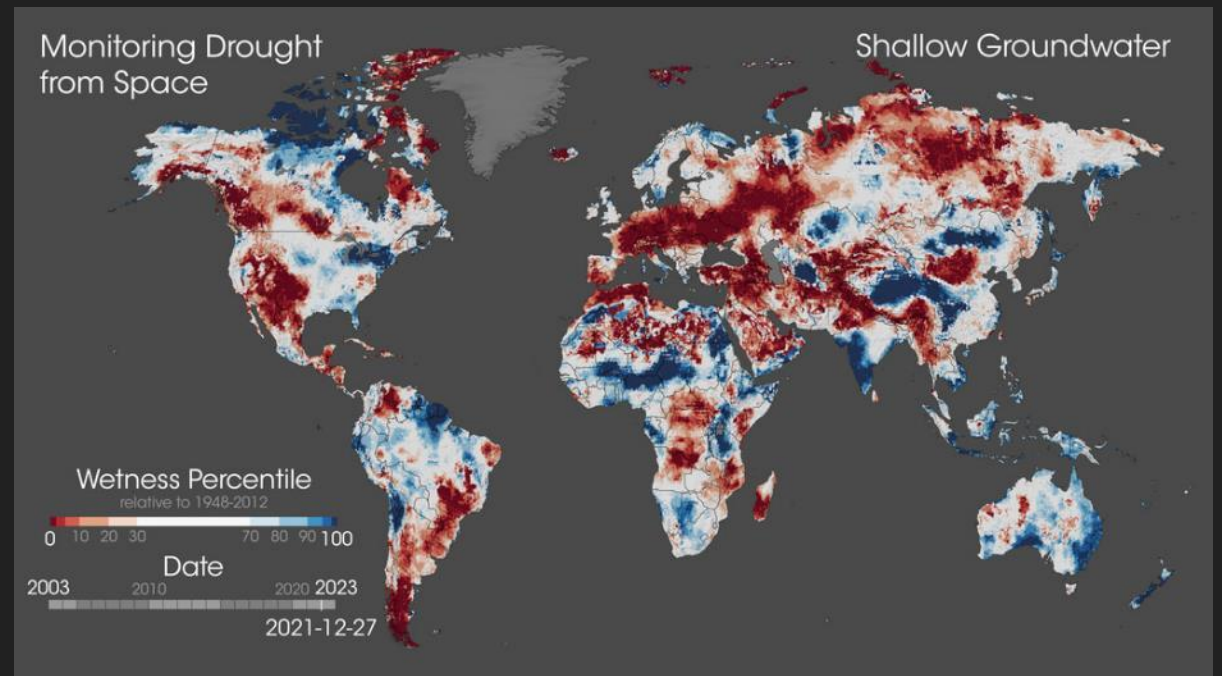 Monitoring Drought
from Space
Shallow Groundwater
Wetness Percentile
relative to 1948-2012
0 10 20 30 70 80 90 100
Date
2003 2010 2020 2023
2021-12-27